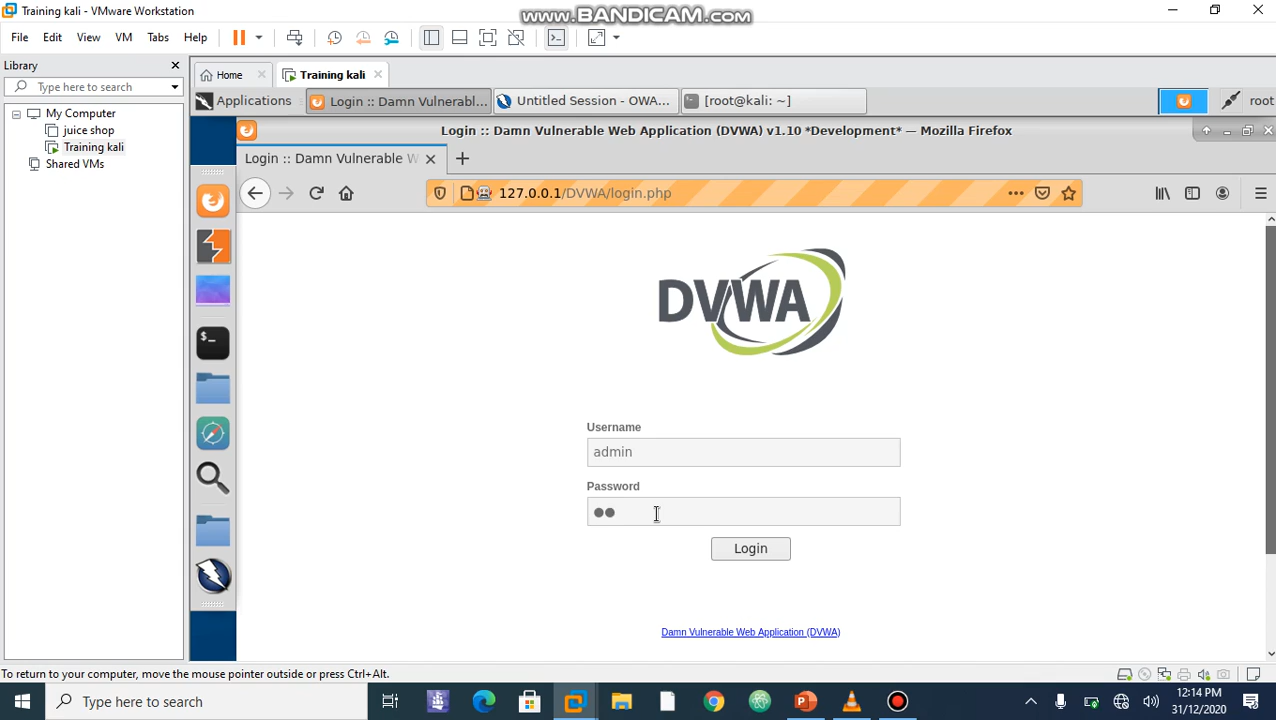 Training kali - VMware Workstation
www.BANDICAM.com
File Edit View VM Tabs Help
Library
Type here to search
My Computer
juice shop
Training kali
Shared VMs
Home
Training kali
Applications
Login :: Damn Vulnerabl...
Untitled Session - OWA...
[root@kali: ~]
root
Login :: Damn Vulnerable Web Application (DVWA) v1.10 *Development* — Mozilla Firefox
Login :: Damn Vulnerable W
127.0.0.1/DVWA/login.php
DVWA
Username
admin
Password
Login
Damn Vulnerable Web Application (DVWA)
To return to your computer, move the mouse pointer outside or press Ctrl+Alt.
Type here to search
12:14 PM
31/12/2020